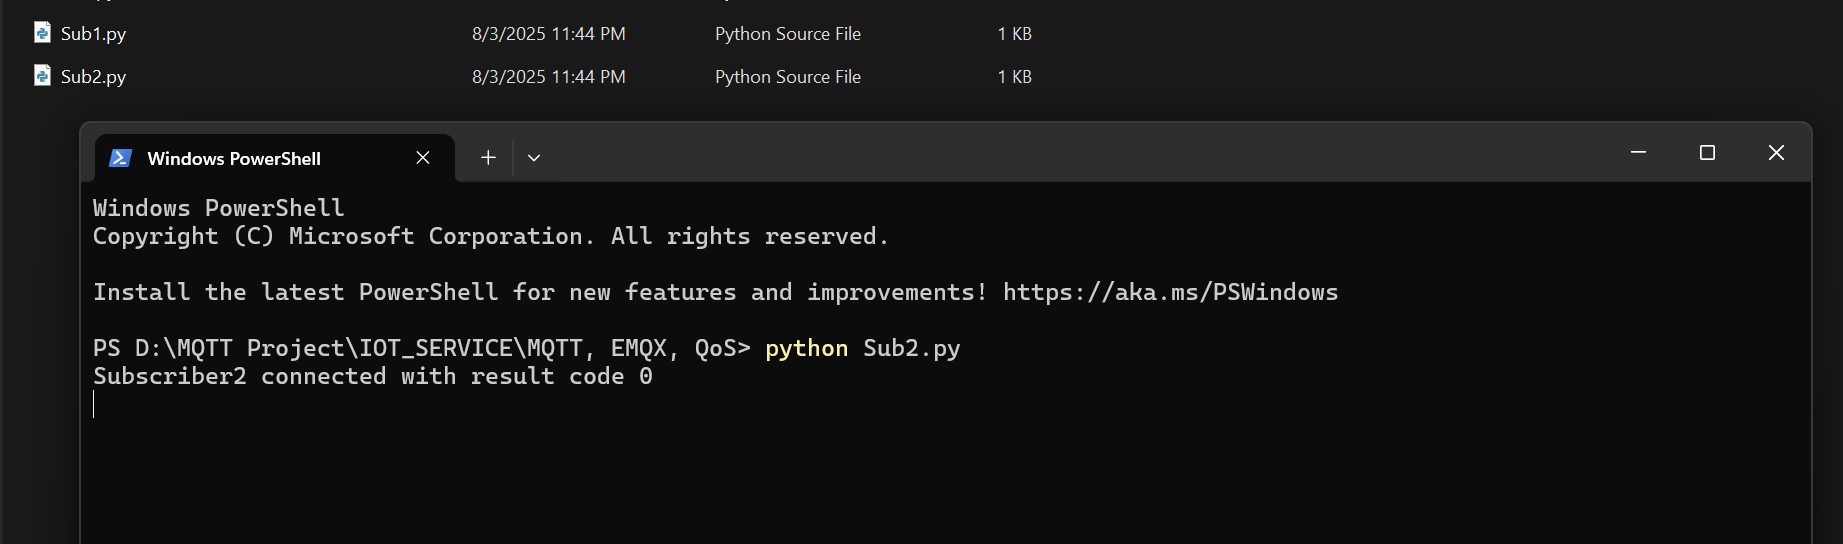 Sub1.py 8/3/2025 11:44 PM Python Source File 1 KB
Sub2.py 8/3/2025 11:44 PM Python Source File 1 KB
Windows PowerShell
Windows PowerShell
Copyright (C) Microsoft Corporation. All rights reserved.
Install the latest PowerShell for new features and improvements! https://aka.ms/PSWindows
PS D:\MQTT Project\IOT_SERVICE\MQTT, EMQX, QoS> python Sub2.py
Subscriber2 connected with result code 0